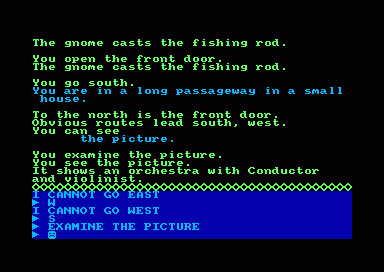 The gnome casts the fishing rod.
You open the front door.
The gnome casts the fishing rod.
You go south.
You are in a long passageway in a small
house.
To the north is the front door.
Obvious routes lead south, west.
You can see
the picture.
You examine the picture.
You see the picture.
It shows an orchestra with Conductor
and violinist.
I CANNOT GO EAST
► W
I CANNOT GO WEST
► S
► EXAMINE THE PICTURE
►